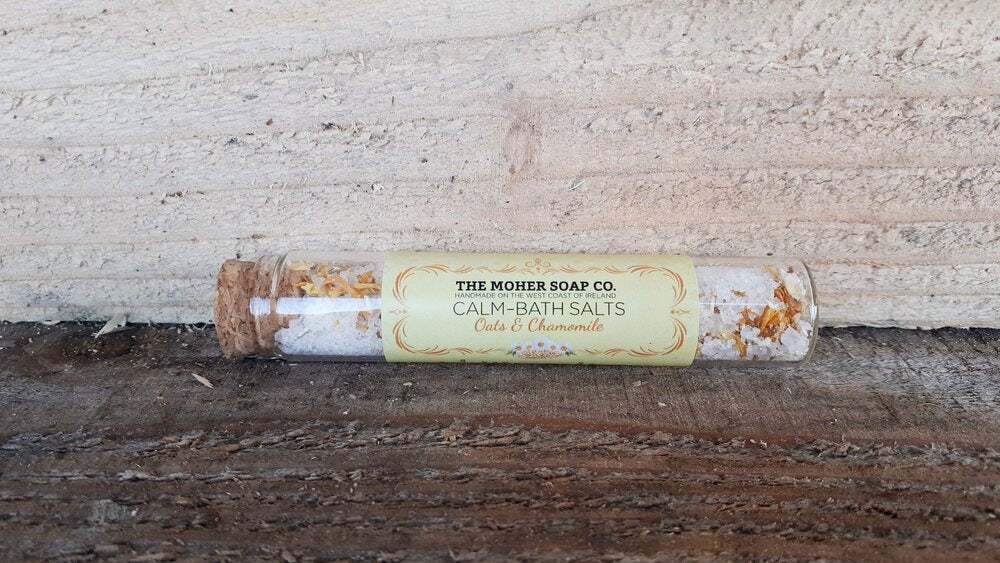 THE MOHER SOAP CO.
HANDMADE ON THE WEST COAST OF IRELAND
CALM-BATH SALTS
Oats & Chamomile